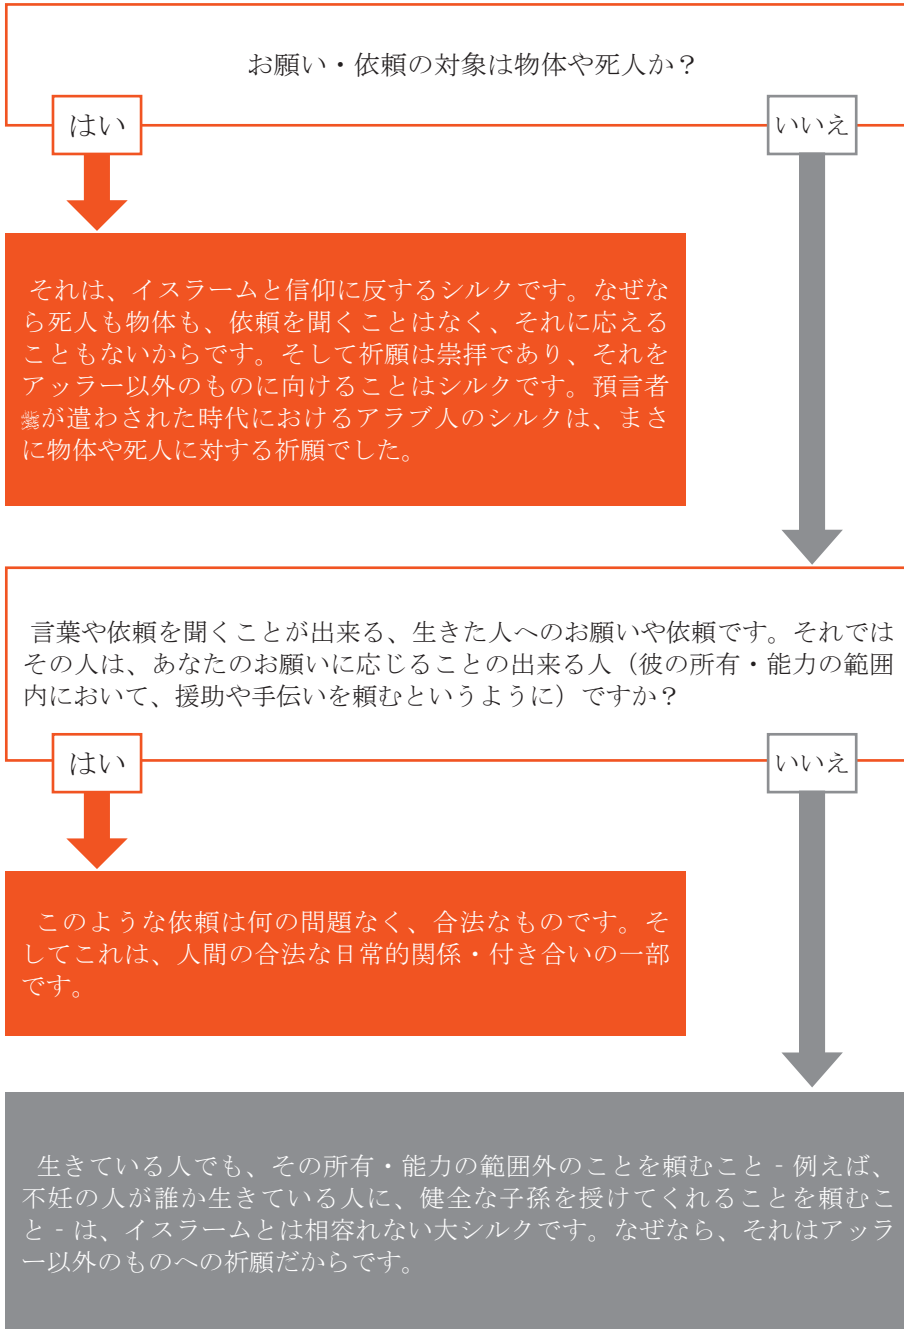 お願い・依頼の対象は物体や死人か？
はい
いいえ
それは、イスラームと信仰に反するシルクです。なぜな
ら死人も物体も、依頼を聞くことはなく、それに応える
こともないからです。そして祈願は崇拝であり、それを
アッラー以外のものに向けることはシルクです。預言者
ﷺが遣わされた時代におけるアラブ人のシルクは、まさ
に物体や死人に対する祈願でした。
言葉や依頼を聞くことが出来る、生きた人へのお願いや依頼です。それでは
その人は、あなたのお願いに応じることの出来る人（彼の所有・能力の範囲
内において、援助や手伝いを頼むというように）ですか？
はい
いいえ
このような依頼は何の問題なく、合法なものです。そ
してこれは、人間の合法な日常的関係・付き合いの一部
です。
生きている人でも、その所有・能力の範囲外のことを頼むこと - 例えば、
不妊の人が誰か生きている人に、健全な子孫を授けてくれることを頼むこ
と - は、イスラームとは相容れない大シルクです。なぜなら、それはアッラ
ー以外のものへの祈願だからです。